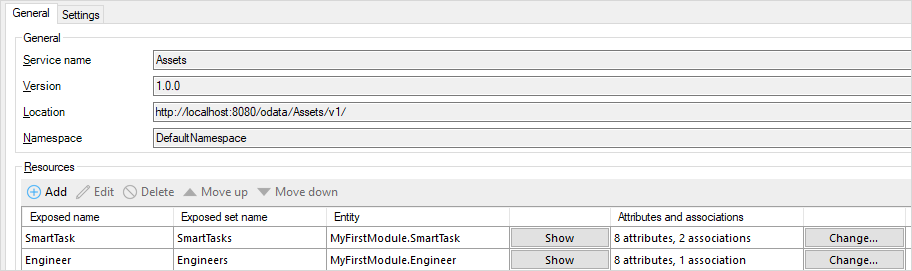 General Settings
General
Service name Assets
Version 1.0.0
Location http://localhost:8080/odata/Assets/v1/
Namespace DefaultNamespace
Resources
Add Edit Delete Move up Move down
Exposed name Exposed set name Entity Attributes and associations
SmartTask SmartTasks MyFirstModule.SmartTask Show 8 attributes, 2 associations Change...
Engineer Engineers MyFirstModule.Engineer Show 8 attributes, 1 association Change...